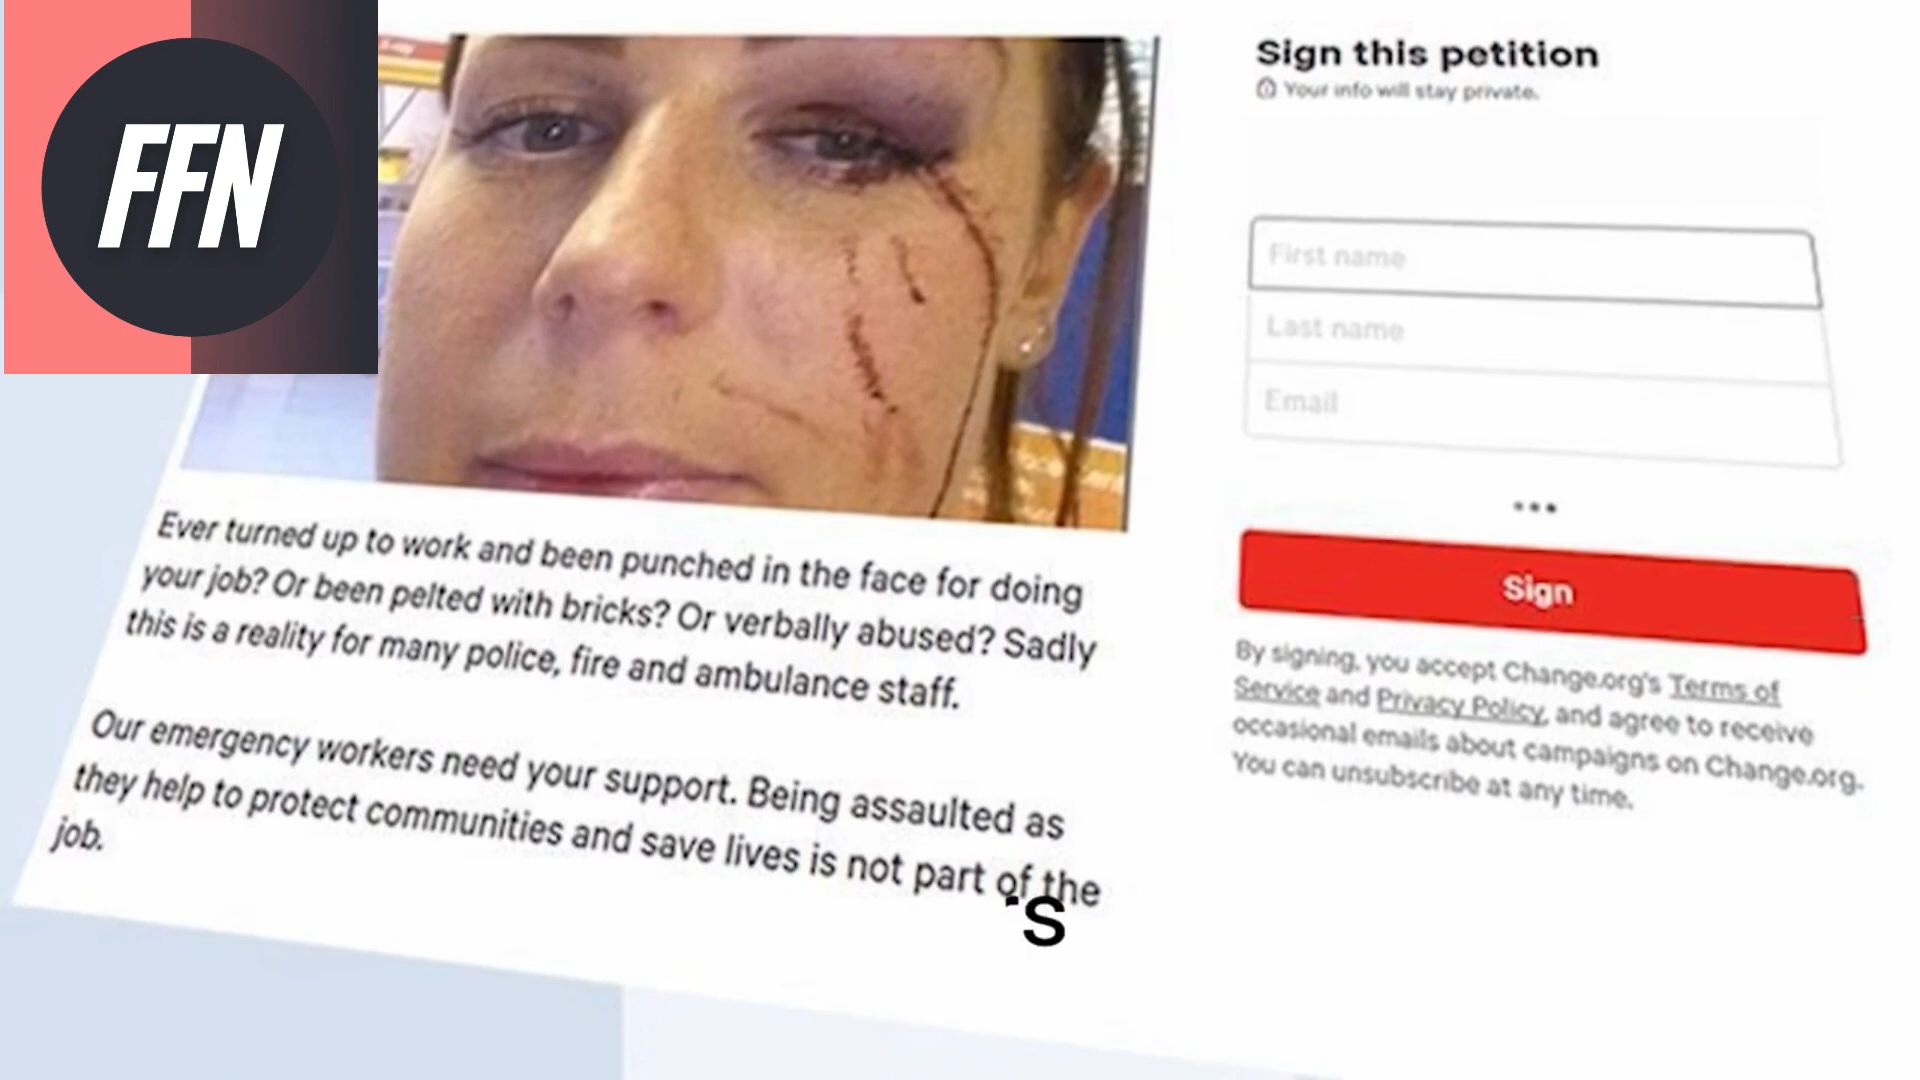 FFN
Sign this petition
Your info will stay private.
First name
Last name
Email
Sign
By signing, you accept Change.org's Terms of
Service and Privacy Policy, and agree to receive
occasional emails about campaigns on Change.org.
You can unsubscribe at any time.
Ever turned up to work and been punched in the face for doing
your job? Or been pelted with bricks? Or verbally abused? Sadly
this is a reality for many police, fire and ambulance staff.
Our emergency workers need your support. Being assaulted as
they help to protect communities and save lives is not part of the
job.
's